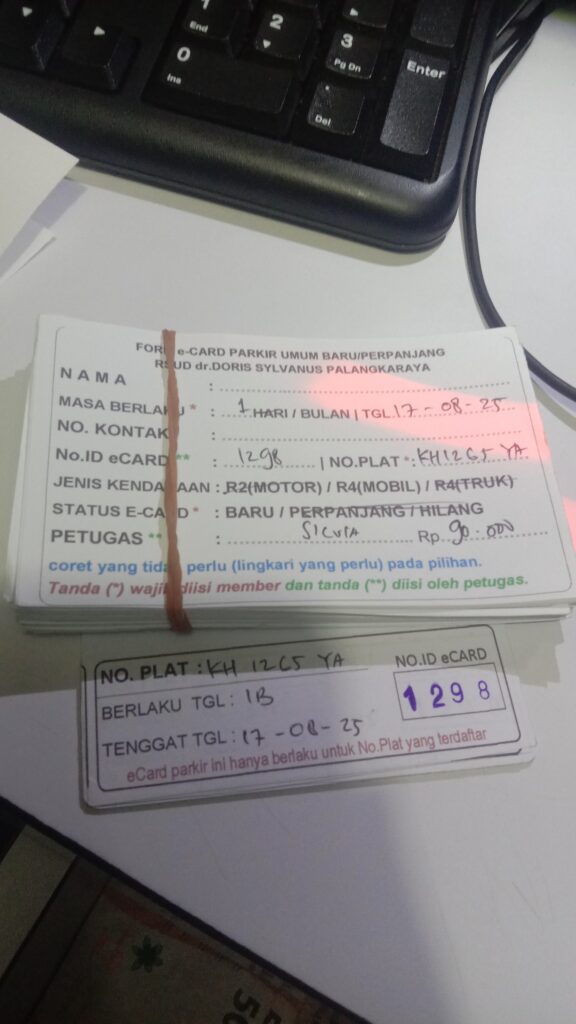 1
End
2
3
Pg Dn
Enter
0
Ins
.
Del
FORM e-CARD PARKIR UMUM BARU/PERPANJANG
RSUD dr.DORIS SYLVANUS PALANGKARAYA
NAMA :
MASA BERLAKU * : 1 HARI / BULAN | TGL 17-08-25
NO. KONTAK :
No.ID eCARD ** : 1298 | NO.PLAT * : KH 1265 YA
JENIS KENDARAAN : R2(MOTOR) / R4(MOBIL) / R4(TRUK)
STATUS E-CARD * : BARU / PERPANJANG / HILANG
PETUGAS ** : SILVIA Rp 90.000
coret yang tidak perlu (lingkari yang perlu) pada pilihan.
Tanda (*) wajib diisi member dan tanda (**) diisi oleh petugas.
NO. PLAT : KH 1265 YA
NO.ID eCARD
BERLAKU TGL : 1B
1298
TENGGAT TGL : 17-08-25
eCard parkir ini hanya berlaku untuk No.Plat yang terdaftar